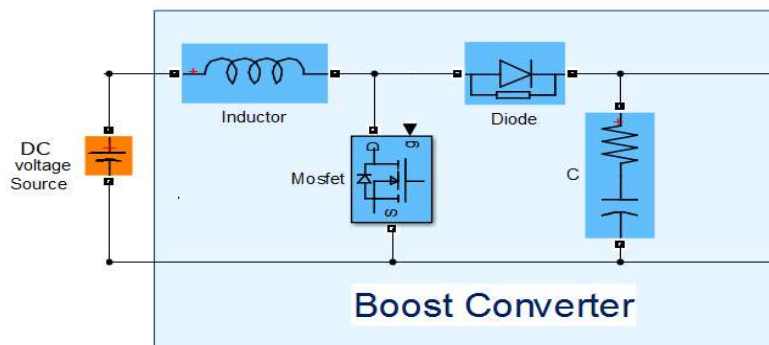 DC
voltage
Source
Inductor
Mosfet
D
g
S
Diode
C
Boost Converter